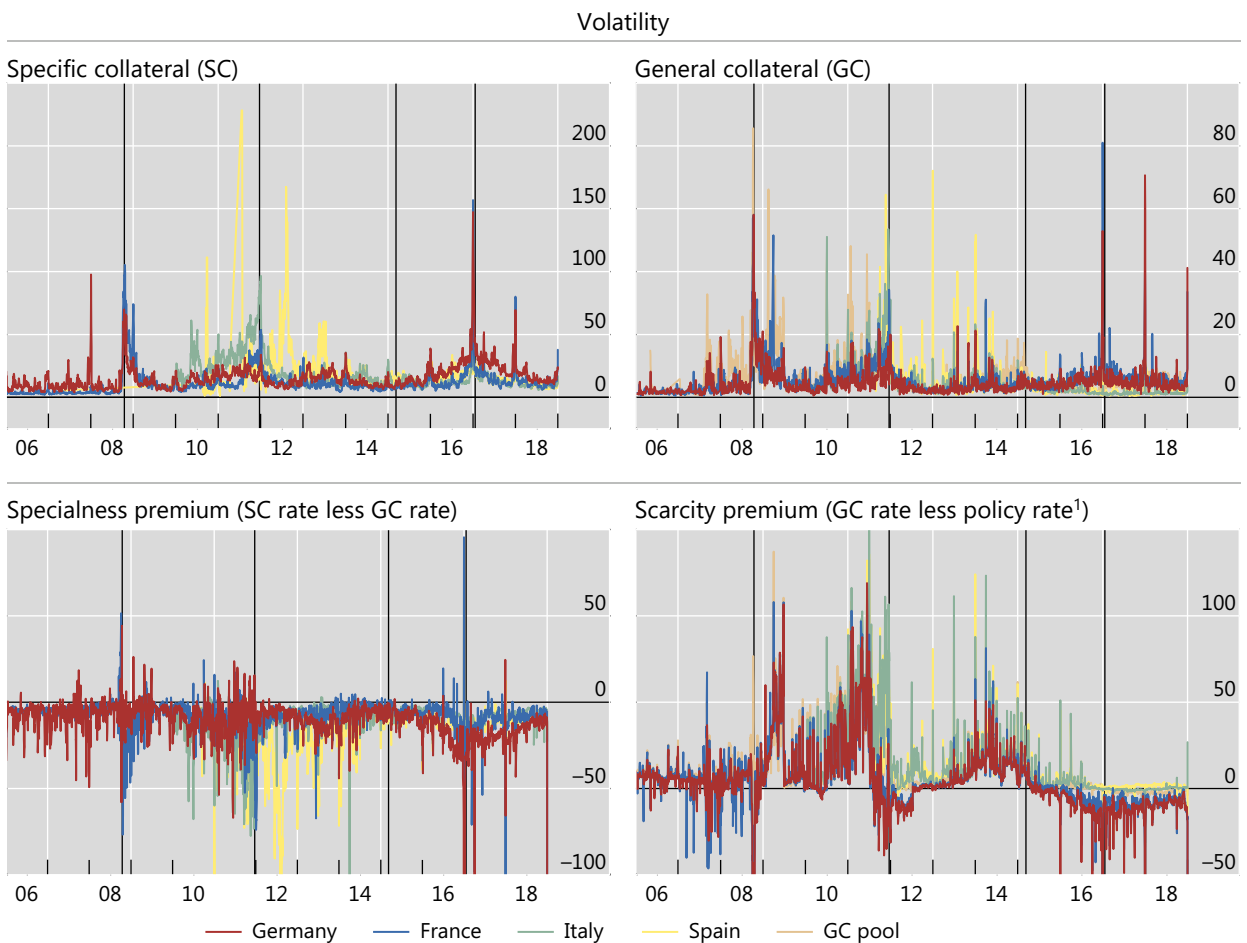 Volatility
Specific collateral (SC)
200
150
100
50
0
06 08 10 12 14 16 18
General collateral (GC)
80
60
40
20
0
06 08 10 12 14 16 18
Specialness premium (SC rate less GC rate)
50
0
−50
−100
06 08 10 12 14 16 18
Scarcity premium (GC rate less policy rate¹)
100
50
0
−50
06 08 10 12 14 16 18
Germany France Italy Spain GC pool